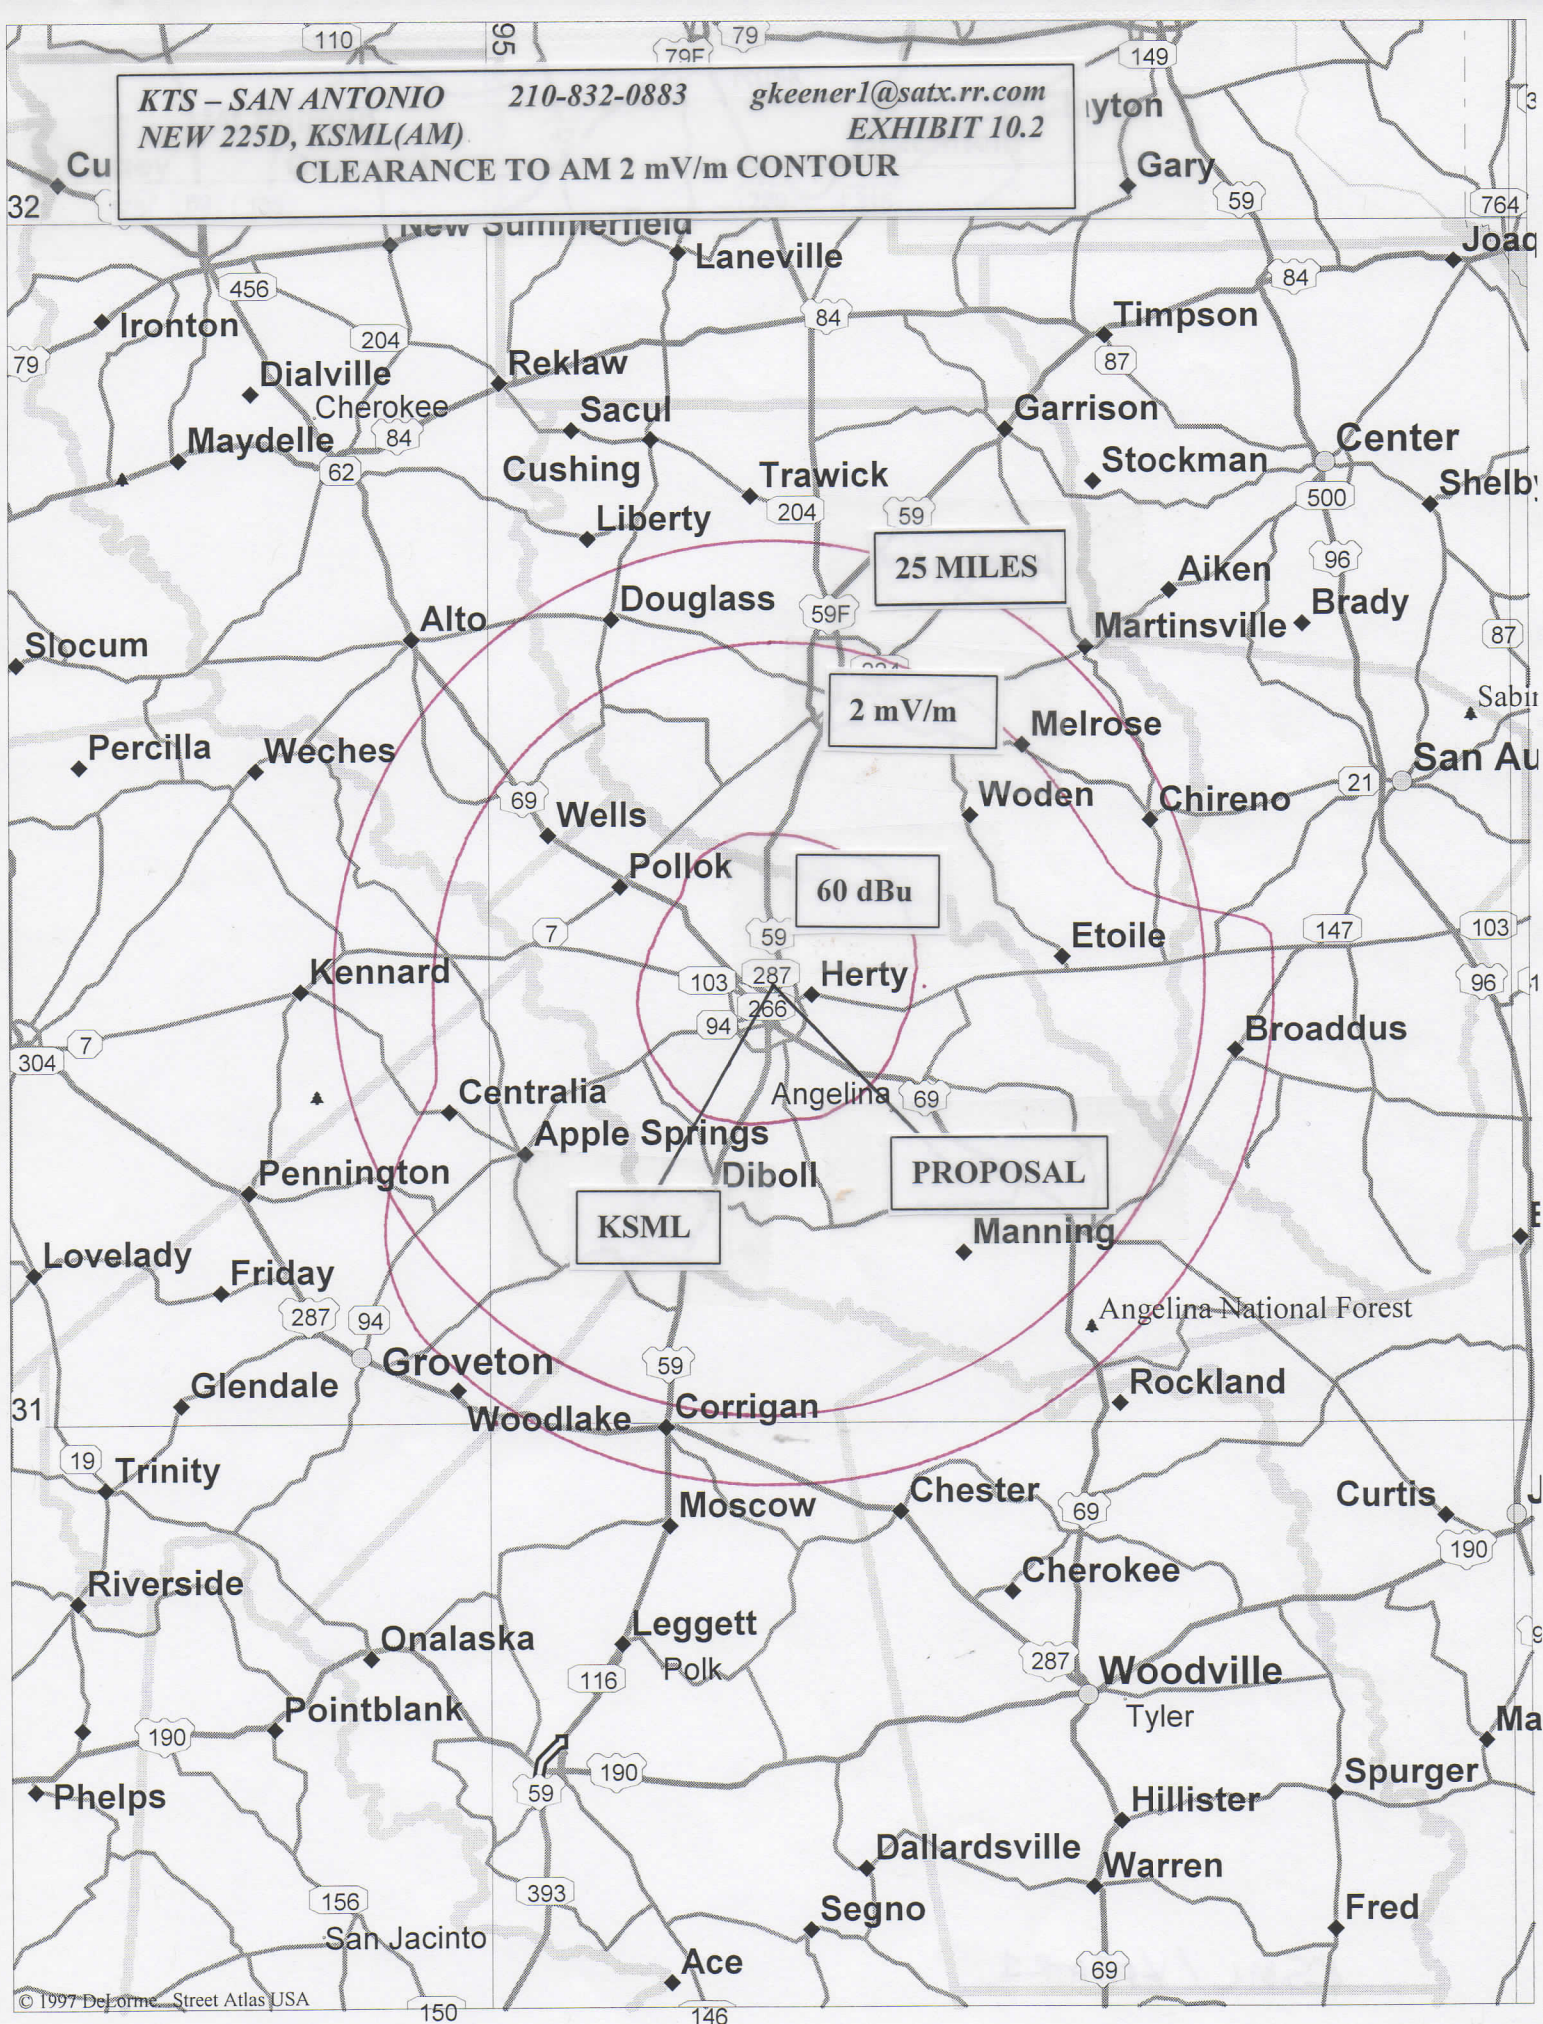 110
95
79
79F
149
KTS – SAN ANTONIO 210-832-0883 gkeener1@satx.rr.com
NEW 225D, KSML(AM) EXHIBIT 10.2
CLEARANCE TO AM 2 mV/m CONTOUR
Gary
32
59
764
New Summerfield
Laneville
84
456
Ironton
204
84
Timpson
79
87
Dialville
Reklaw
Cherokee
Sacul
Garrison
84
Maydelle
Center
62
Cushing
Trawick
Stockman
500
204
59
Liberty
25 MILES
96
Aiken
Douglass
59F
Brady
Alto
Martinsville
87
Slocum
2 mV/m
Melrose
Percilla
Weches
San Au
21
69
Wells
Woden
Chireno
Pollok
60 dBu
7
59
147
103
Etoile
Kennard
103
287
Herty
96
266
94
Broaddus
7
304
Centralia
Angelina
69
Apple Springs
Pennington
Diboll
PROPOSAL
KSML
Manning
Lovelady
Friday
287
94
Angelina National Forest
Groveton
59
Glendale
Rockland
31
Woodlake
Corrigan
19
Trinity
Moscow
Chester
69
Curtis
190
Riverside
Cherokee
Onalaska
Leggett
Polk
287
116
Woodville
Pointblank
Tyler
190
190
59
Spurger
Phelps
Hillister
Dallardsville
Warren
156
393
Segno
Fred
San Jacinto
Ace
69
© 1997 DeLorme. Street Atlas USA
150
146